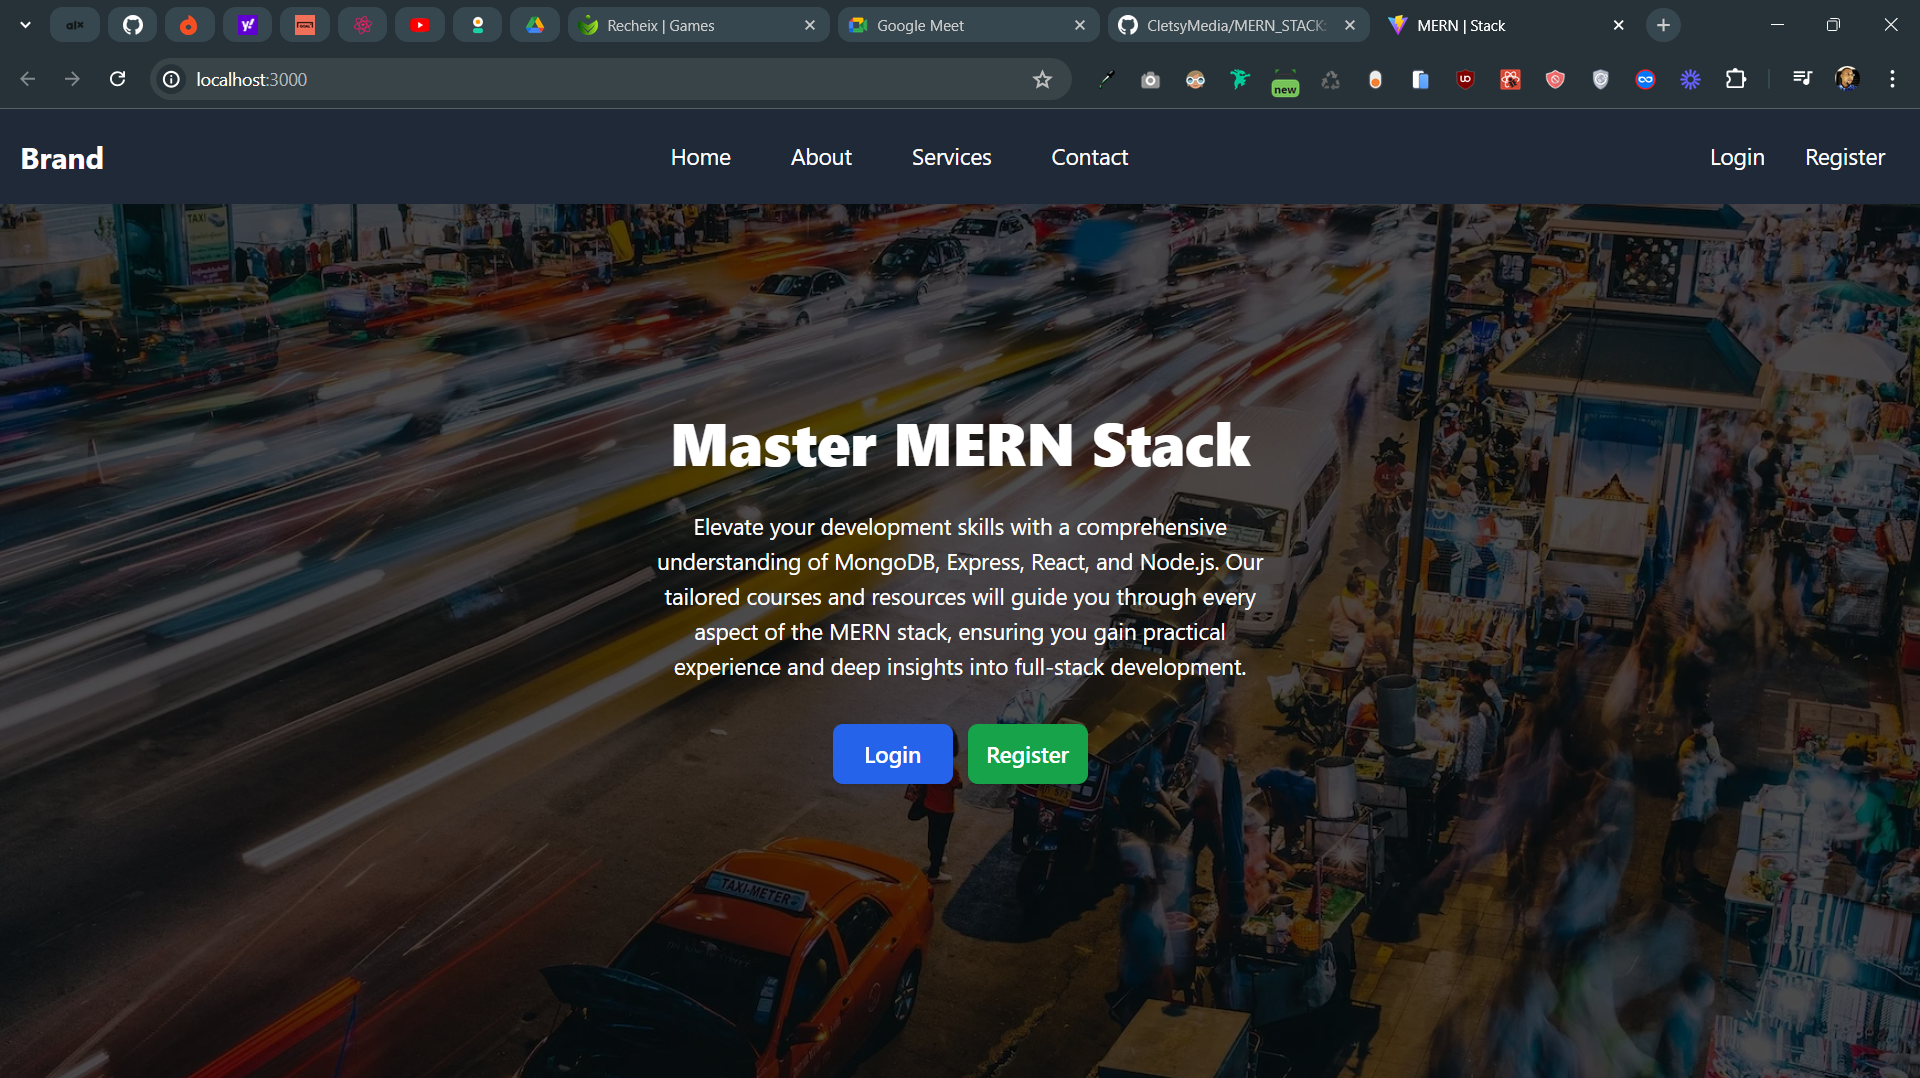 alx
Recheix | Games
Google Meet
CletsyMedia/MERN_STACK
MERN | Stack
localhost:3000
new
Brand
Home
About
Services
Contact
Login
Register
TAXI
Master MERN Stack
Elevate your development skills with a comprehensive
understanding of MongoDB, Express, React, and Node.js. Our
tailored courses and resources will guide you through every
aspect of the MERN stack, ensuring you gain practical
experience and deep insights into full-stack development.
Login
Register
TAXI-METER